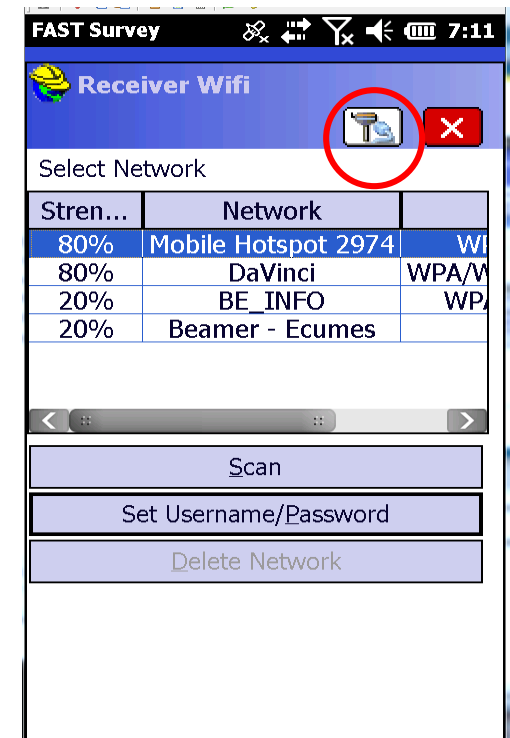 FAST Survey 7:11
Receiver Wifi
Select Network
Stren... Network
80% Mobile Hotspot 2974
80% DaVinci WPA/
20% BE_INFO WPA
20% Beamer - Ecumes
Scan
Set Username/Password
Delete Network